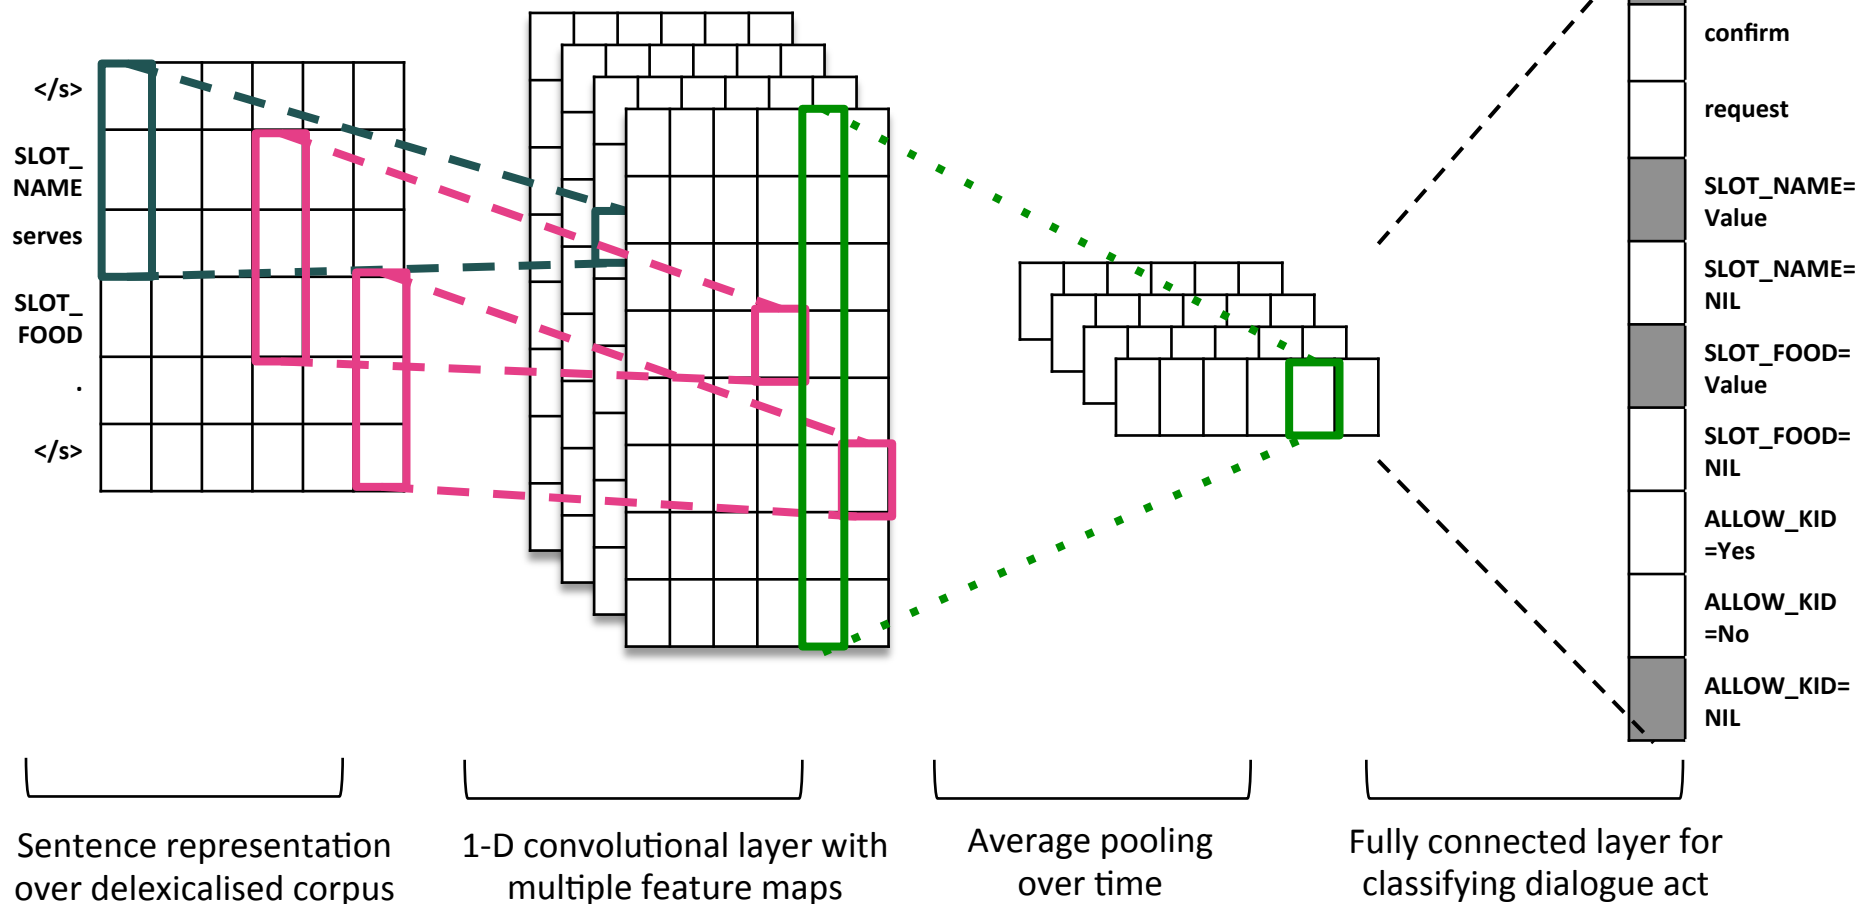 </s>
SLOT_
NAME
serves
SLOT_
FOOD
.
</s>
confirm
request
SLOT_NAME=
Value
SLOT_NAME=
NIL
SLOT_FOOD=
Value
SLOT_FOOD=
NIL
ALLOW_KID
=Yes
ALLOW_KID
=No
ALLOW_KID=
NIL
Sentence representation
over delexicalised corpus
1-D convolutional layer with
multiple feature maps
Average pooling
over time
Fully connected layer for
classifying dialogue act